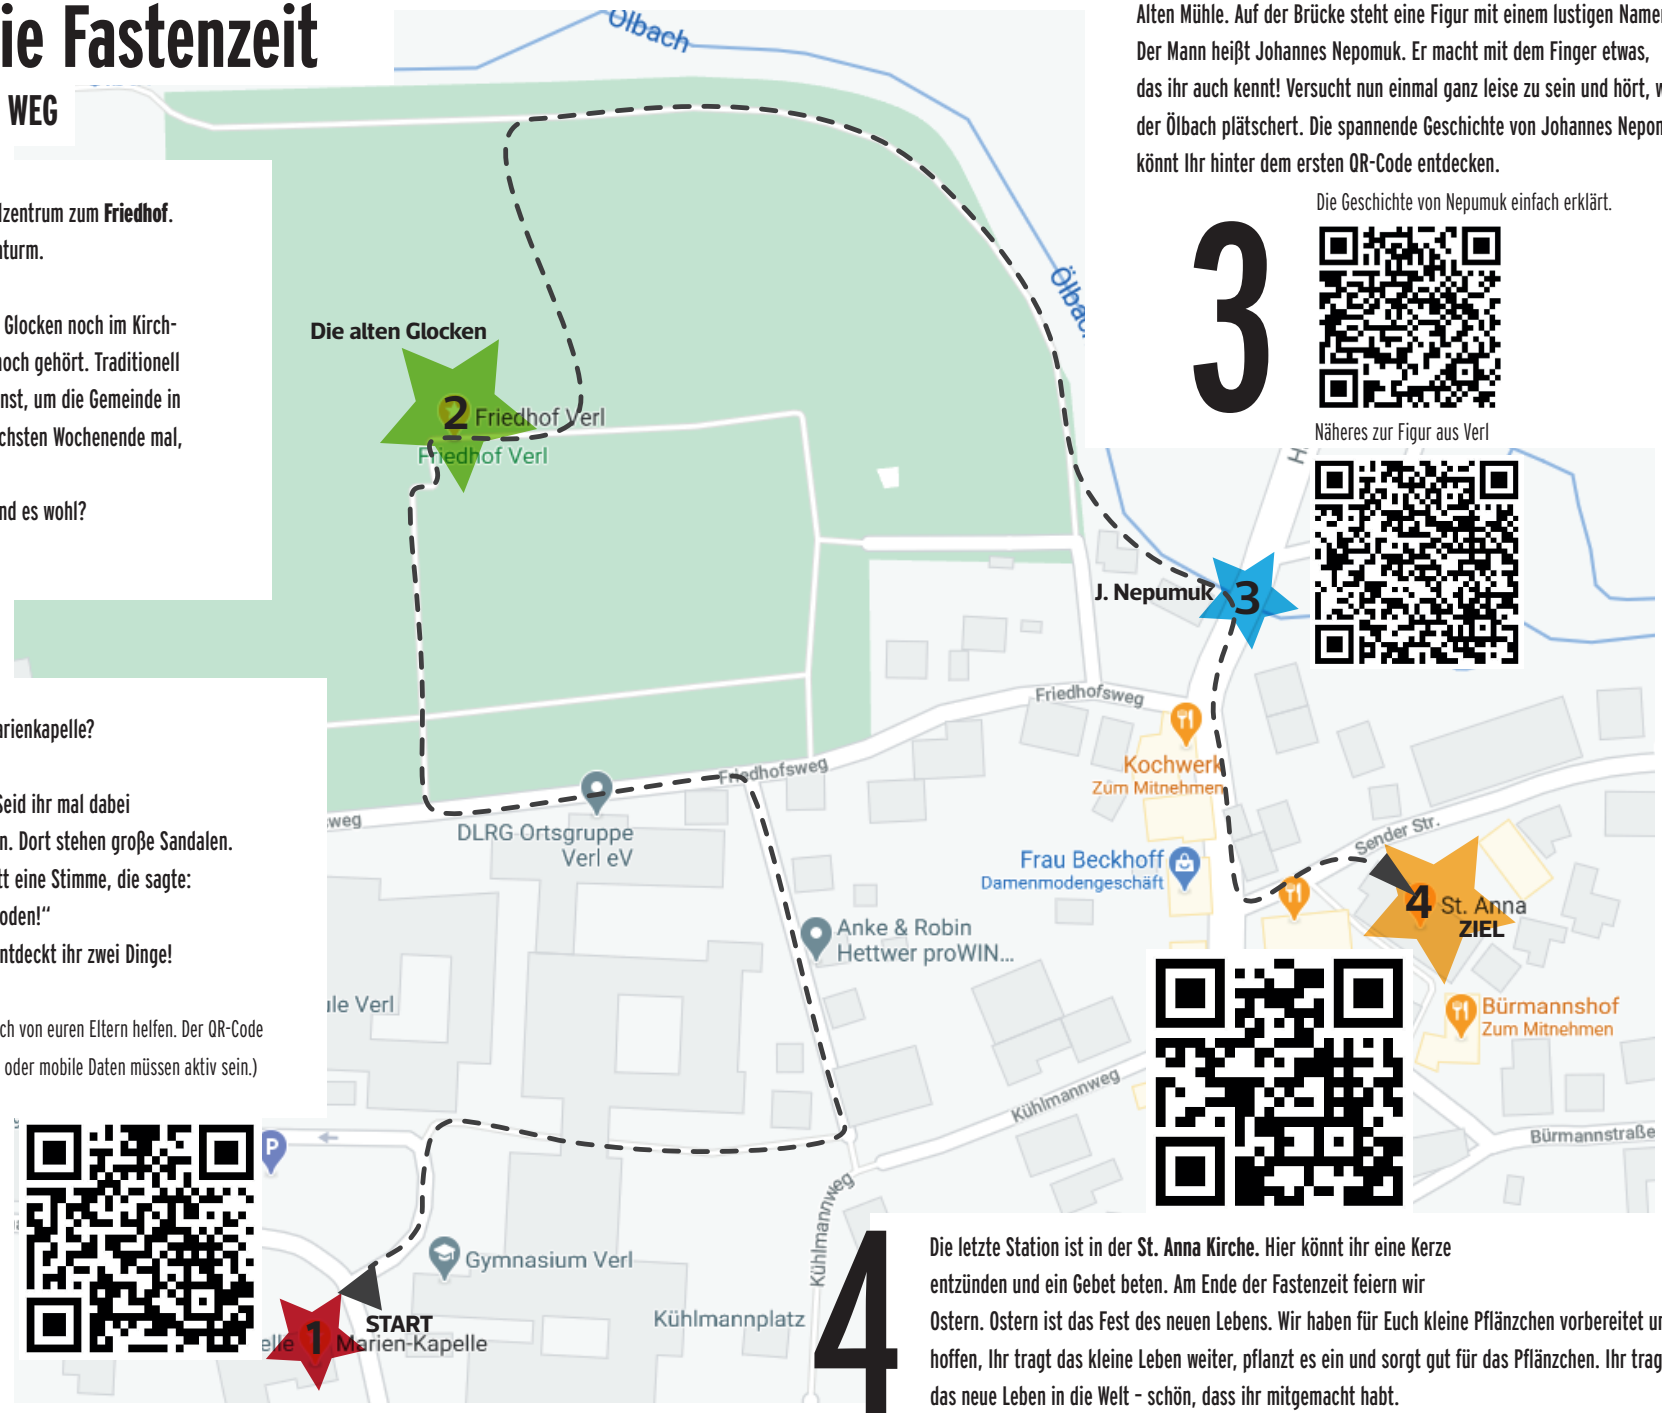 ie Fastenzeit
WEG
lzentrum zum Friedhof.
nturm.
Glocken noch im Kirch-
noch gehört. Traditionell
nst, um die Gemeinde in
chsten Wochenende mal,
nd es wohl?
arienkapelle?
Seid ihr mal dabei
n. Dort stehen große Sandalen.
tt eine Stimme, die sagte:
oden!“
entdeckt ihr zwei Dinge!
ch von euren Eltern helfen. Der QR-Code
oder mobile Daten müssen aktiv sein.)
Alten Mühle. Auf der Brücke steht eine Figur mit einem lustigen Namen
Der Mann heißt Johannes Nepomuk. Er macht mit dem Finger etwas,
das ihr auch kennt! Versucht nun einmal ganz leise zu sein und hört, w
der Ölbach plätschert. Die spannende Geschichte von Johannes Nepom
könnt Ihr hinter dem ersten QR-Code entdecken.
3
Die Geschichte von Nepumuk einfach erklärt.
Näheres zur Figur aus Verl
Ölbach
Ölbac
Die alten Glocken
2
Friedhof Verl
Friedhof Verl
J. Nepumuk
3
H
Friedhofsweg
Friedhofsweg
sweg
Kochwerk
Zum Mitnehmen
DLRG Ortsgruppe
Verl eV
Frau Beckhoff
Damenmodengeschäft
Sender Str.
4
St. Anna
ZIEL
Anke & Robin
Hettwer proWIN...
ule Verl
Bürmannshof
Zum Mitnehmen
Kühlmannweg
Bürmannstraße
P
Kühlmannweg
Gymnasium Verl
Kühlmannplatz
START
1
elle
Marien-Kapelle
4
Die letzte Station ist in der St. Anna Kirche. Hier könnt ihr eine Kerze
entzünden und ein Gebet beten. Am Ende der Fastenzeit feiern wir
Ostern. Ostern ist das Fest des neuen Lebens. Wir haben für Euch kleine Pflänzchen vorbereitet un
hoffen, Ihr tragt das kleine Leben weiter, pflanzt es ein und sorgt gut für das Pflänzchen. Ihr trag
das neue Leben in die Welt - schön, dass ihr mitgemacht habt.